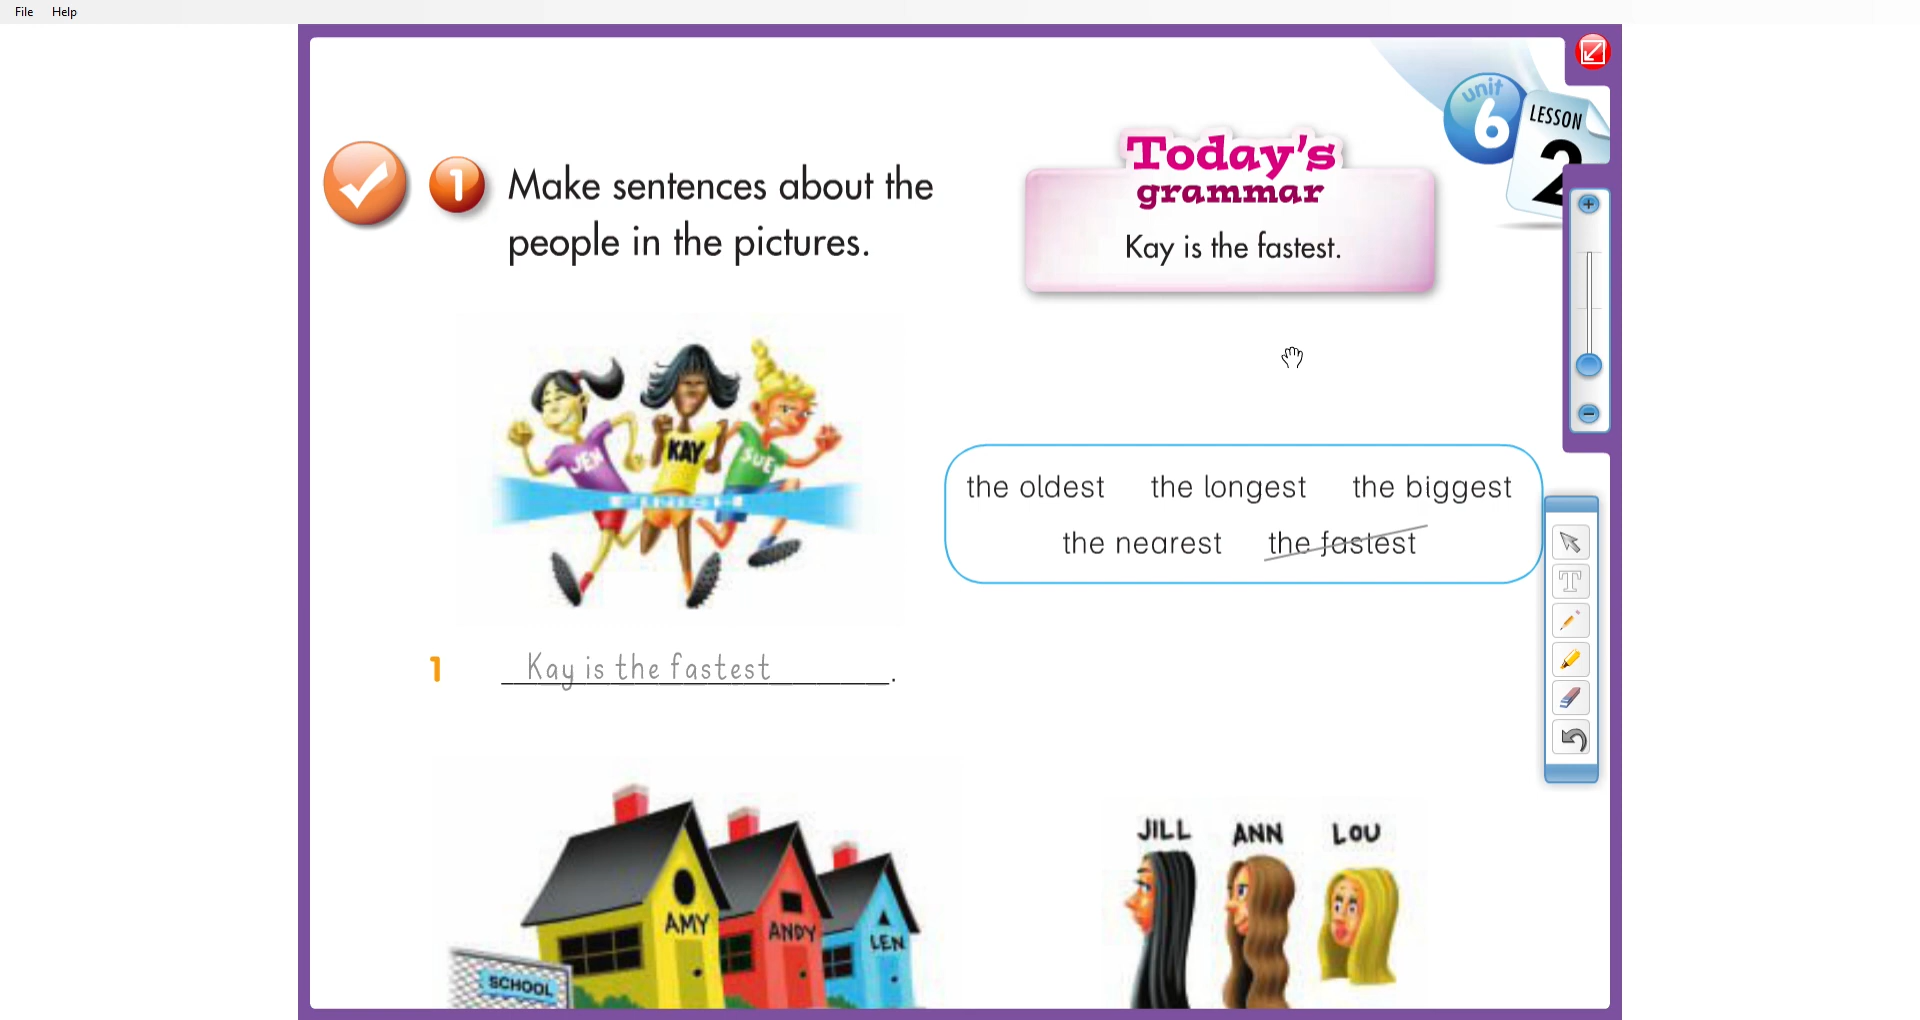 File Help
unit
6
LESSON
2
1 Make sentences about the
people in the pictures.
Today's
grammar
Kay is the fastest.
JEN
KAY
SUE
the oldest the longest the biggest
the nearest the fastest
1 Kay is the fastest.
AMY
ANDY
LEN
SCHOOL
JILL ANN LOU
T